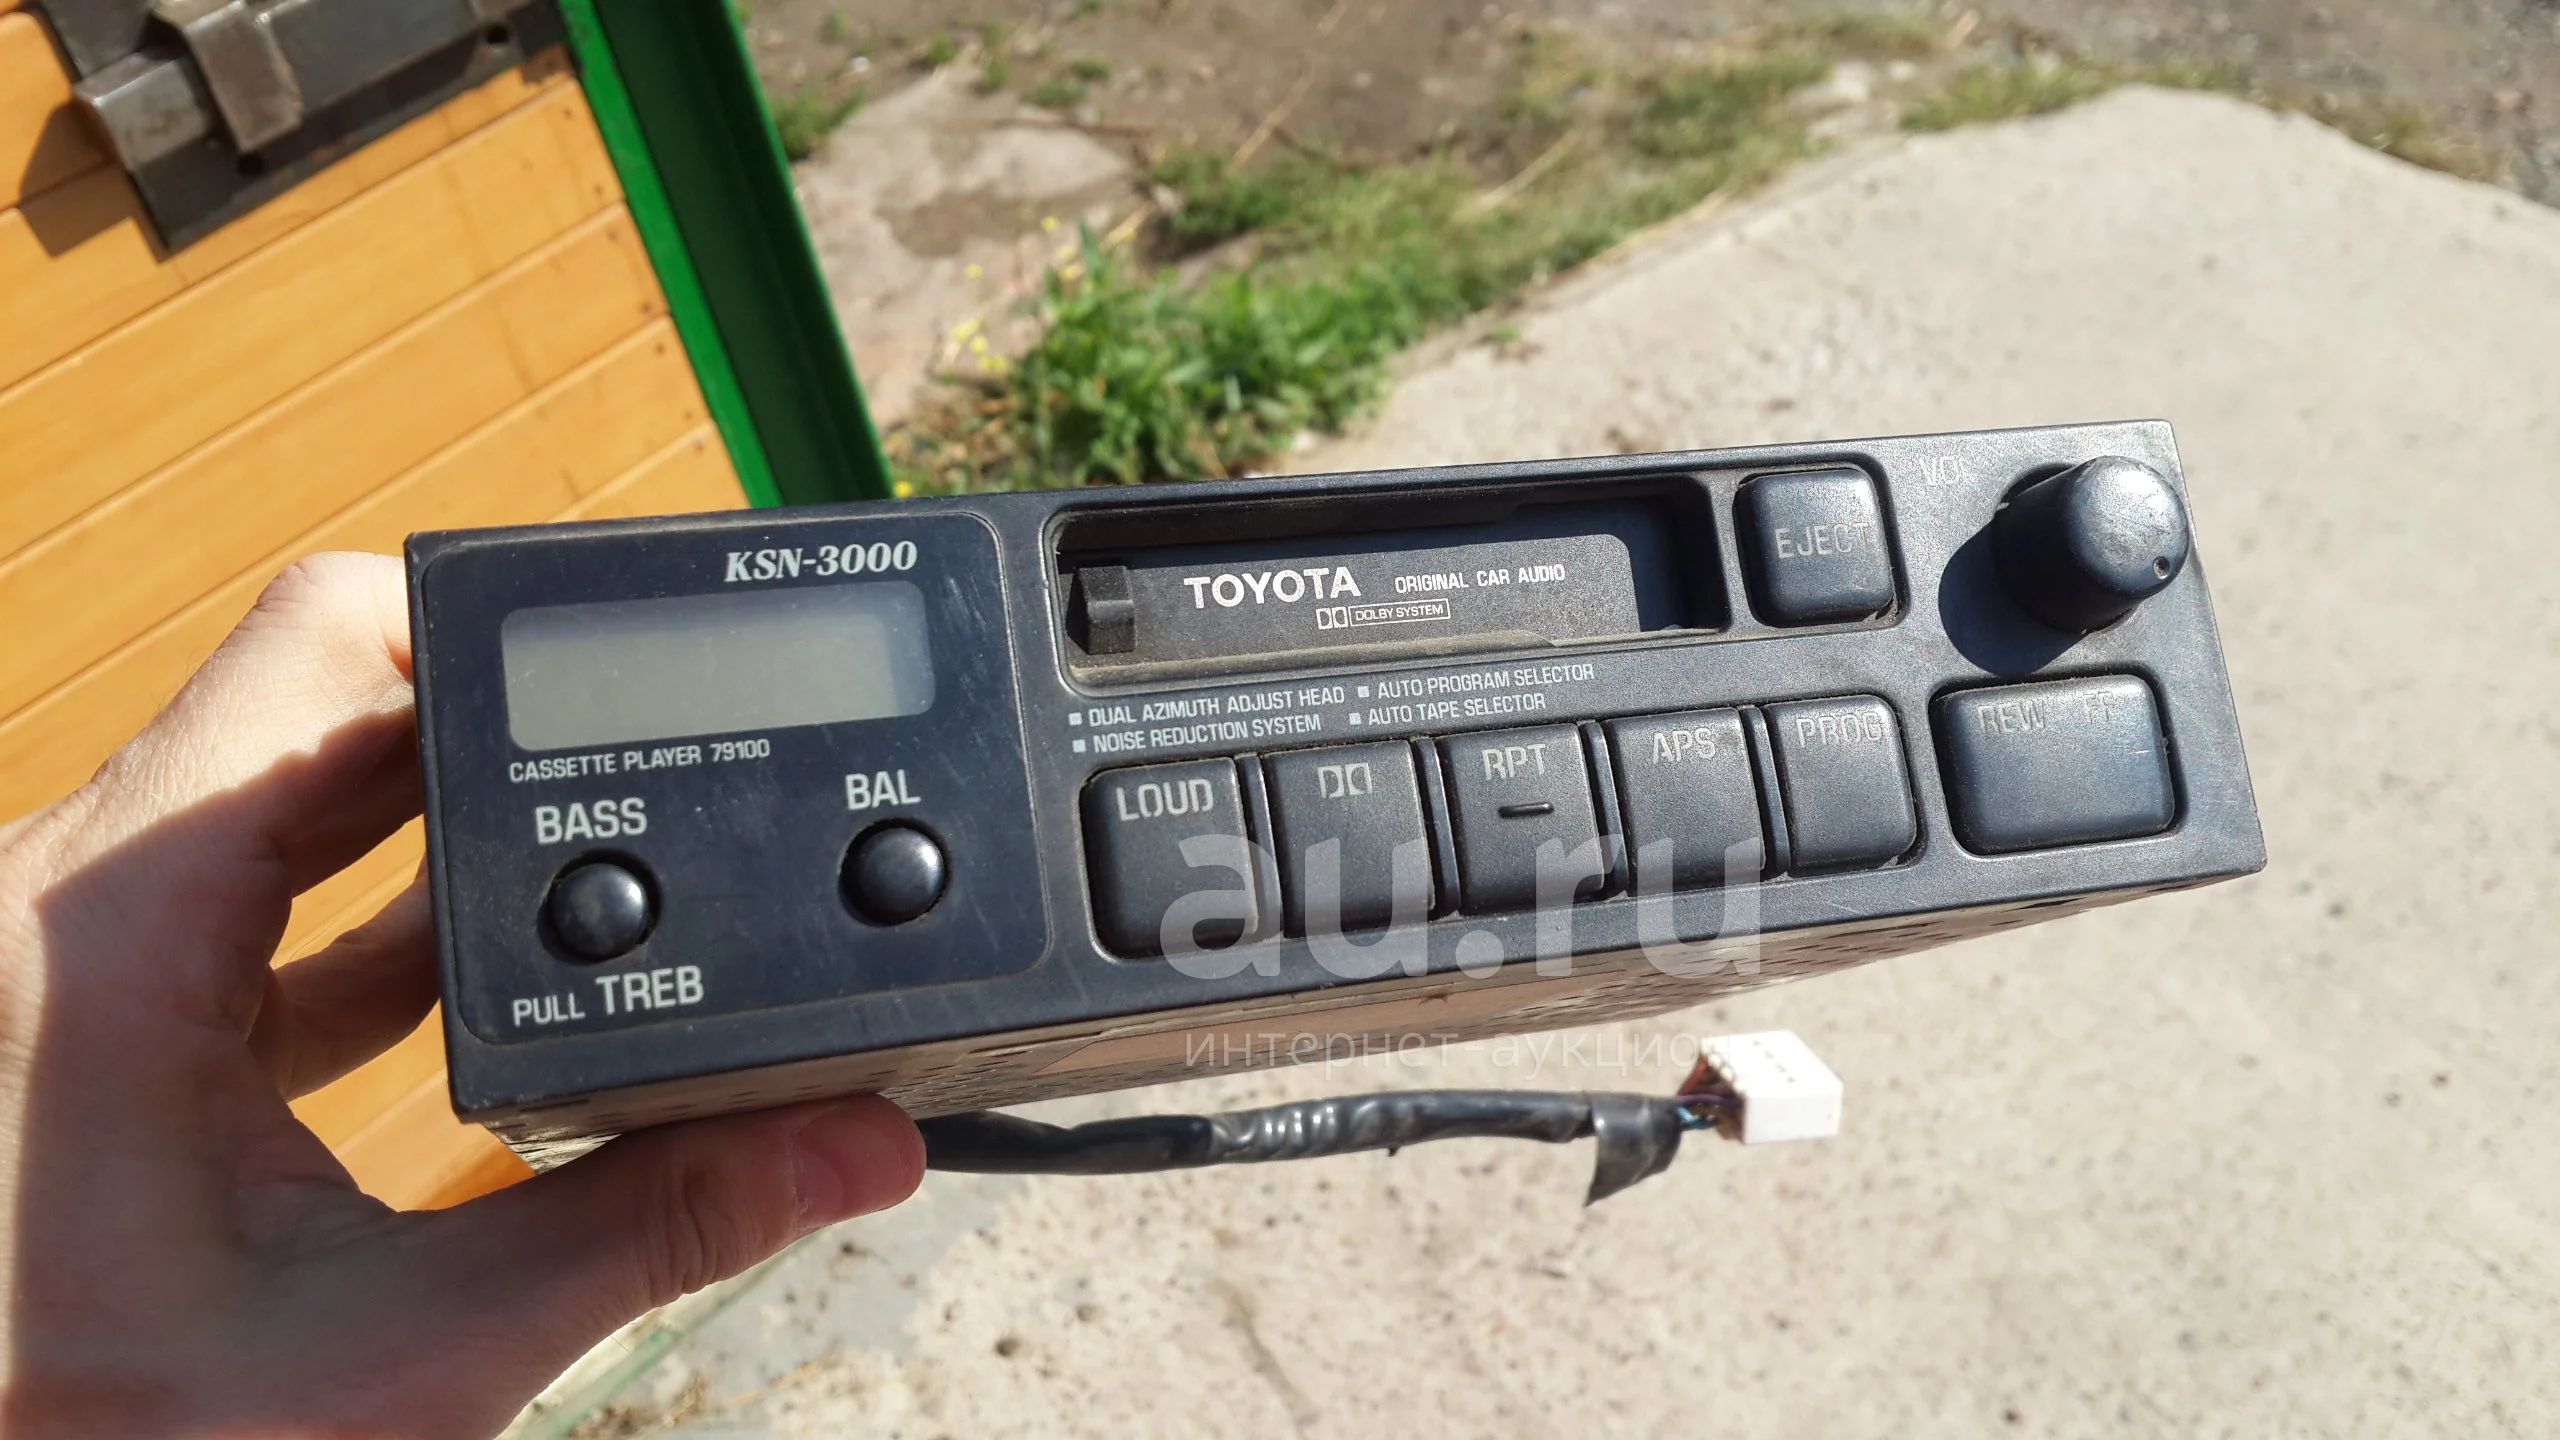 KSN-3000
CASSETTE PLAYER 79100
BASS
BAL
PULL TREB
TOYOTA ORIGINAL CAR AUDIO
DOLBY SYSTEM
EJECT
VOL
DUAL AZIMUTH ADJUST HEAD
AUTO PROGRAM SELECTOR
NOISE REDUCTION SYSTEM
AUTO TAPE SELECTOR
LOUD
RPT
APS
PROG
REW FF
au.ru
интернет-аукцион